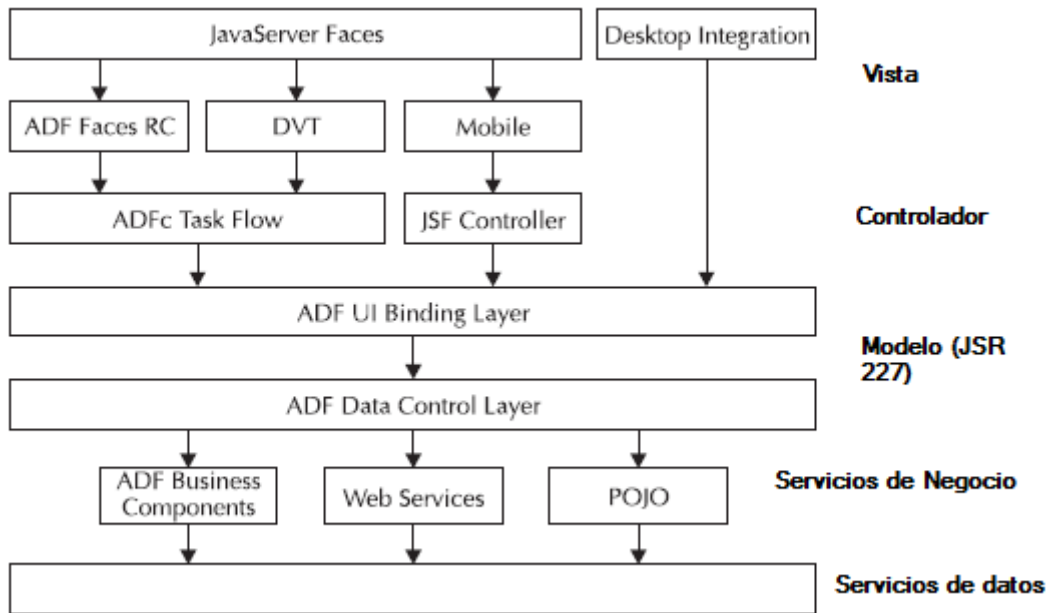 JavaServer Faces
Desktop Integration
Vista
ADF Faces RC
DVT
Mobile
ADFc Task Flow
JSF Controller
Controlador
ADF UI Binding Layer
Modelo (JSR
227)
ADF Data Control Layer
ADF Business
Components
Web Services
POJO
Servicios de Negocio
Servicios de datos